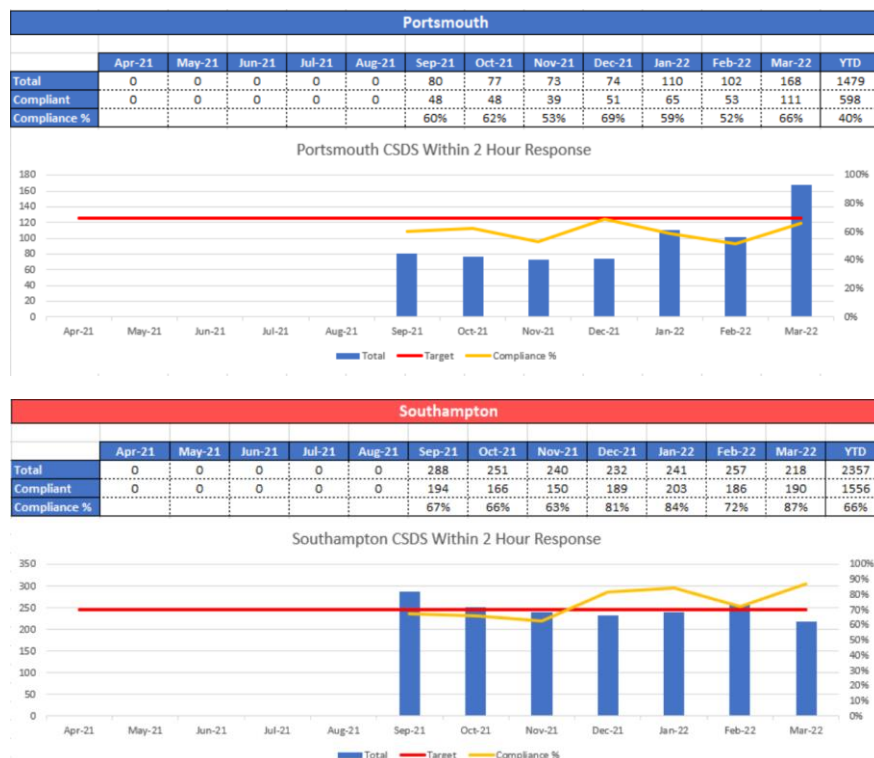 Portsmouth
Apr-21 May-21 Jun-21 Jul-21 Aug-21 Sep-21 Oct-21 Nov-21 Dec-21 Jan-22 Feb-22 Mar-22 YTD
Total 0 0 0 0 0 80 77 73 74 110 102 168 1479
Compliant 0 0 0 0 0 48 48 39 51 65 53 111 598
Compliance % 60% 62% 53% 69% 59% 52% 66% 40%
Portsmouth CSDS Within 2 Hour Response
180 100%
160
140 80%
120
100 60%
80
60 40%
40 20%
20
0 0%
Apr-21 May-21 Jun-21 Jul-21 Aug-21 Sep-21 Oct-21 Nov-21 Dec-21 Jan-22 Feb-22 Mar-22
Total Target Compliance %
Southampton
Apr-21 May-21 Jun-21 Jul-21 Aug-21 Sep-21 Oct-21 Nov-21 Dec-21 Jan-22 Feb-22 Mar-22 YTD
Total 0 0 0 0 0 288 251 240 232 241 257 218 2357
Compliant 0 0 0 0 0 194 166 150 189 203 186 190 1556
Compliance % 67% 66% 63% 81% 84% 72% 87% 66%
Southampton CSDS Within 2 Hour Response
350 100%
90%
300 80%
250 70%
200 60%
50%
150 40%
100 30%
20%
50 10%
0 0%
Apr-21 May-21 Jun-21 Jul-21 Aug-21 Sep-21 Oct-21 Nov-21 Dec-21 Jan-22 Feb-22 Mar-22
Total Target Compliance %